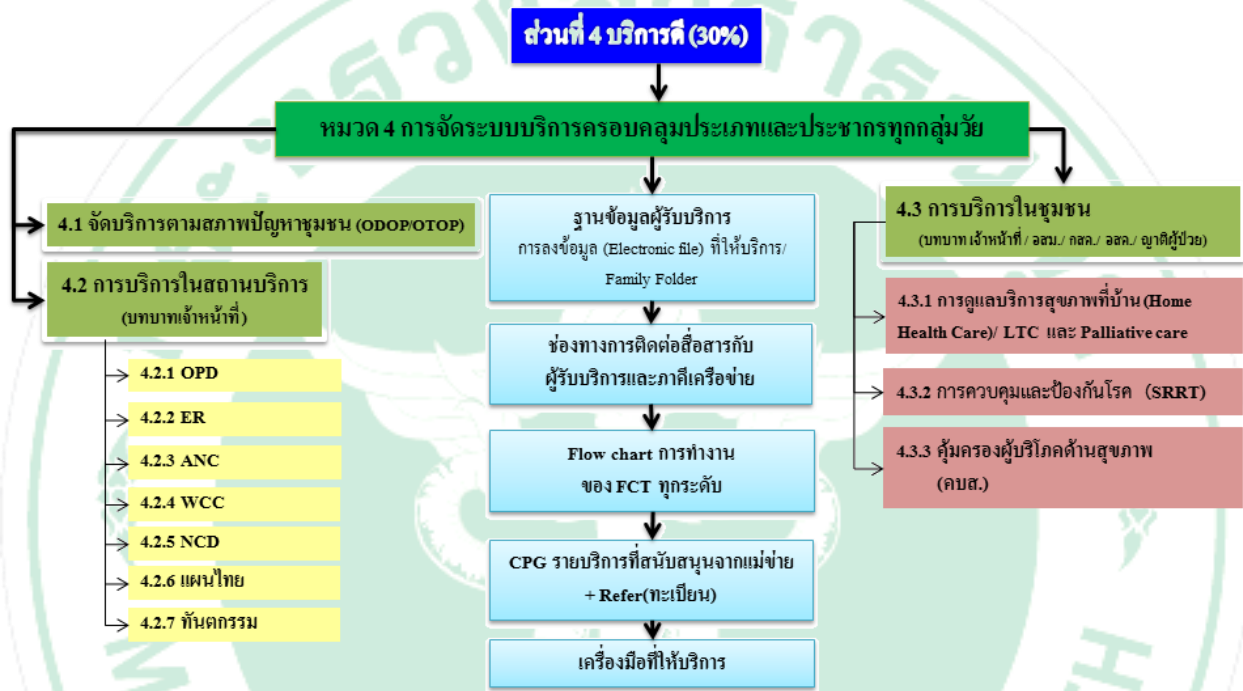 ส่วนที่ 4 บริการดี (30%)
หมวด 4 การจัดระบบบริการครอบคลุมประเภทและประชากรทุกกลุ่มวัย
4.1 จัดบริการตามสภาพปัญหาชุมชน (ODOP/OTOP)
4.2 การบริการในสถานบริการ
(บทบาทเจ้าหน้าที่)
4.2.1 OPD
4.2.2 ER
4.2.3 ANC
4.2.4 WCC
4.2.5 NCD
4.2.6 แผนไทย
4.2.7 ทันตกรรม
ฐานข้อมูลผู้รับบริการ
การลงข้อมูล (Electronic file) ที่ให้บริการ/
Family Folder
ช่องทางการติดต่อสื่อสารกับ
ผู้รับบริการและภาคีเครือข่าย
Flow chart การทำงาน
ของ FCT ทุกระดับ
CPG รายบริการที่สนับสนุนจากแม่ข่าย
+ Refer(ทะเบียน)
เครื่องมือที่ให้บริการ
4.3 การบริการในชุมชน
(บทบาท เจ้าหน้าที่ / อสม./ กสค./ อสค./ ญาติผู้ป่วย)
4.3.1 การดูแลบริการสุขภาพที่บ้าน (Home
Health Care)/ LTC และ Palliative care
4.3.2 การควบคุมและป้องกันโรค (SRRT)
4.3.3 คุ้มครองผู้บริโภคด้านสุขภาพ
(คบส.)